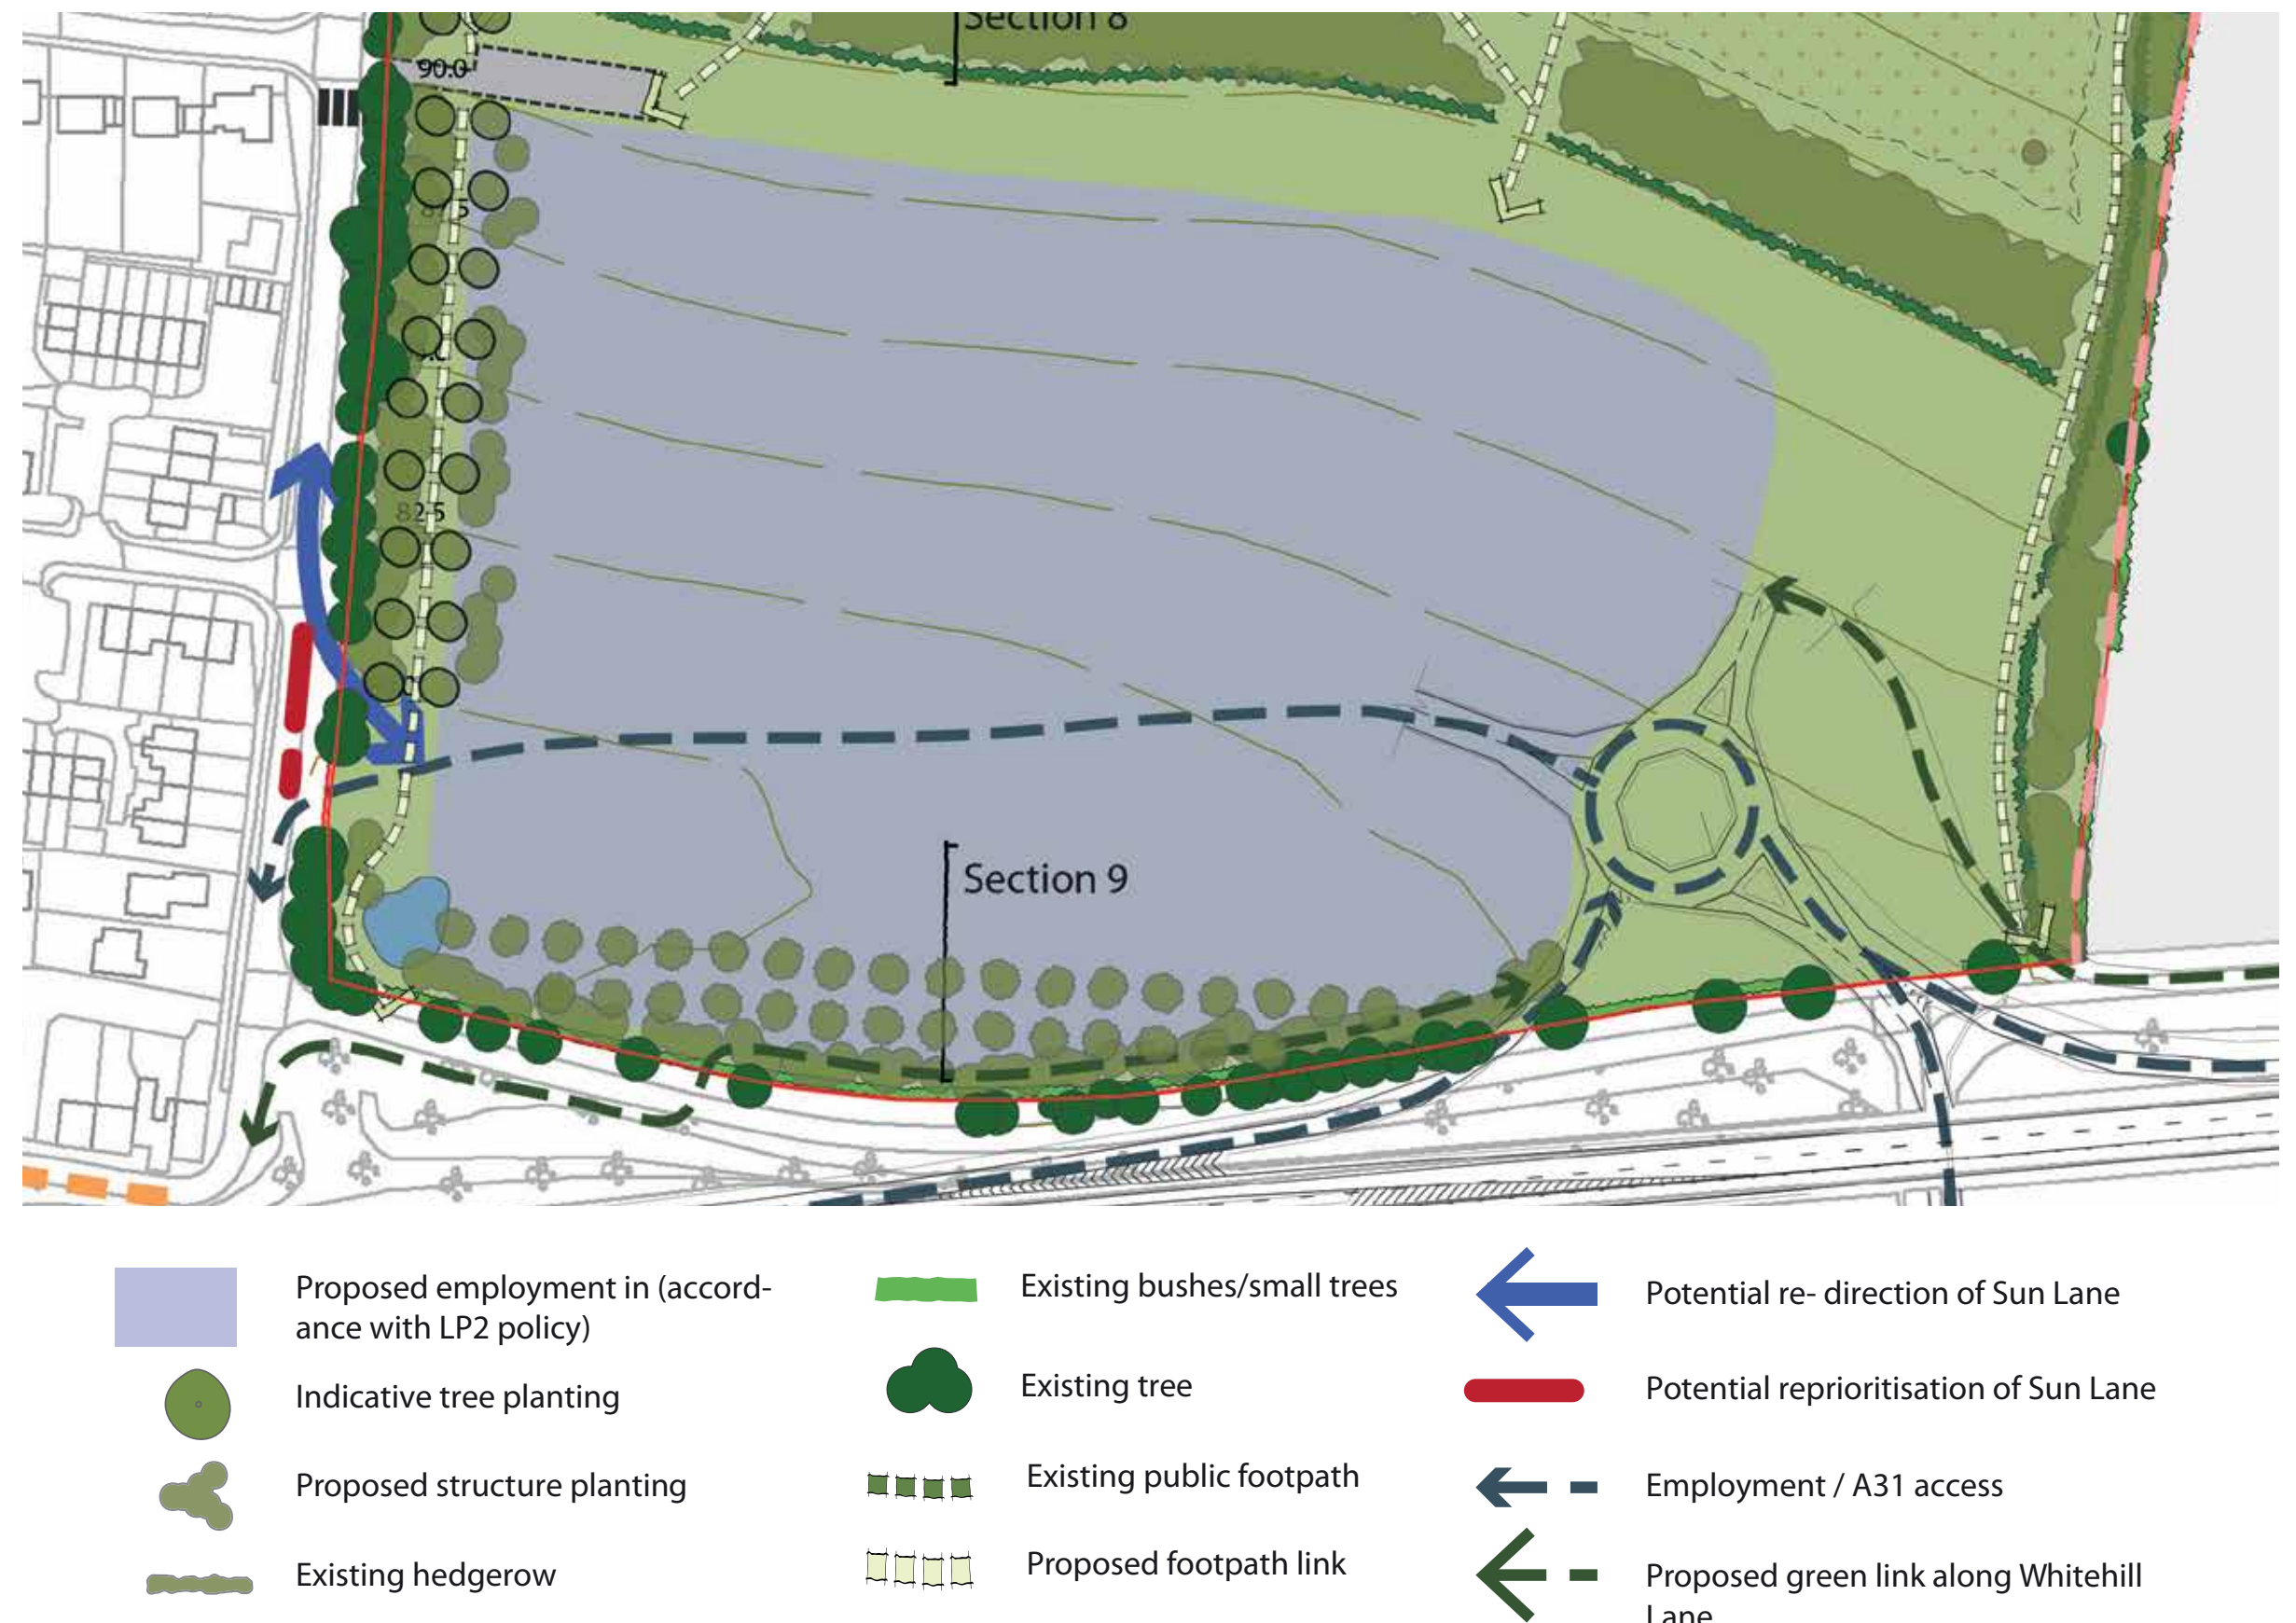 Section 8
90.0
82.5
Section 9
Proposed employment in (accord-
ance with LP2 policy)
Indicative tree planting
Proposed structure planting
Existing hedgerow
Existing bushes/small trees
Existing tree
Existing public footpath
Proposed footpath link
Potential re- direction of Sun Lane
Potential reprioritisation of Sun Lane
Employment / A31 access
Proposed green link along Whitehill
Lane